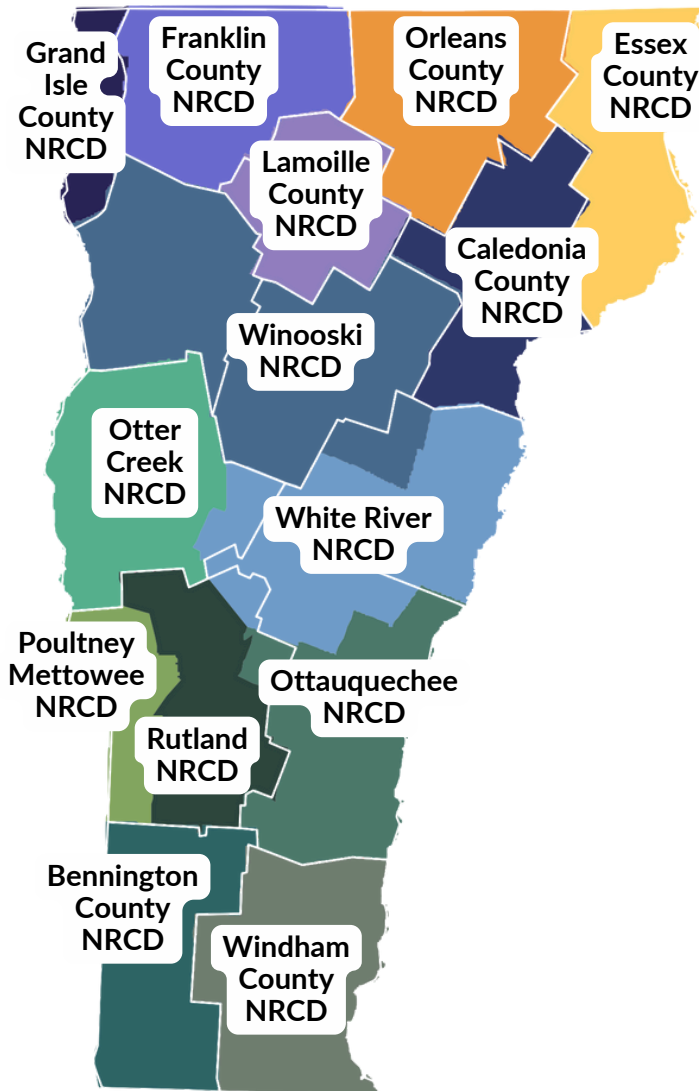 Grand
Isle
County
NRCD
Franklin
County
NRCD
Orleans
County
NRCD
Essex
County
NRCD
Lamoille
County
NRCD
Caledonia
County
NRCD
Winooski
NRCD
Otter
Creek
NRCD
White River
NRCD
Poultney
Mettowee
NRCD
Ottauquechee
NRCD
Rutland
NRCD
Bennington
County
NRCD
Windham
County
NRCD